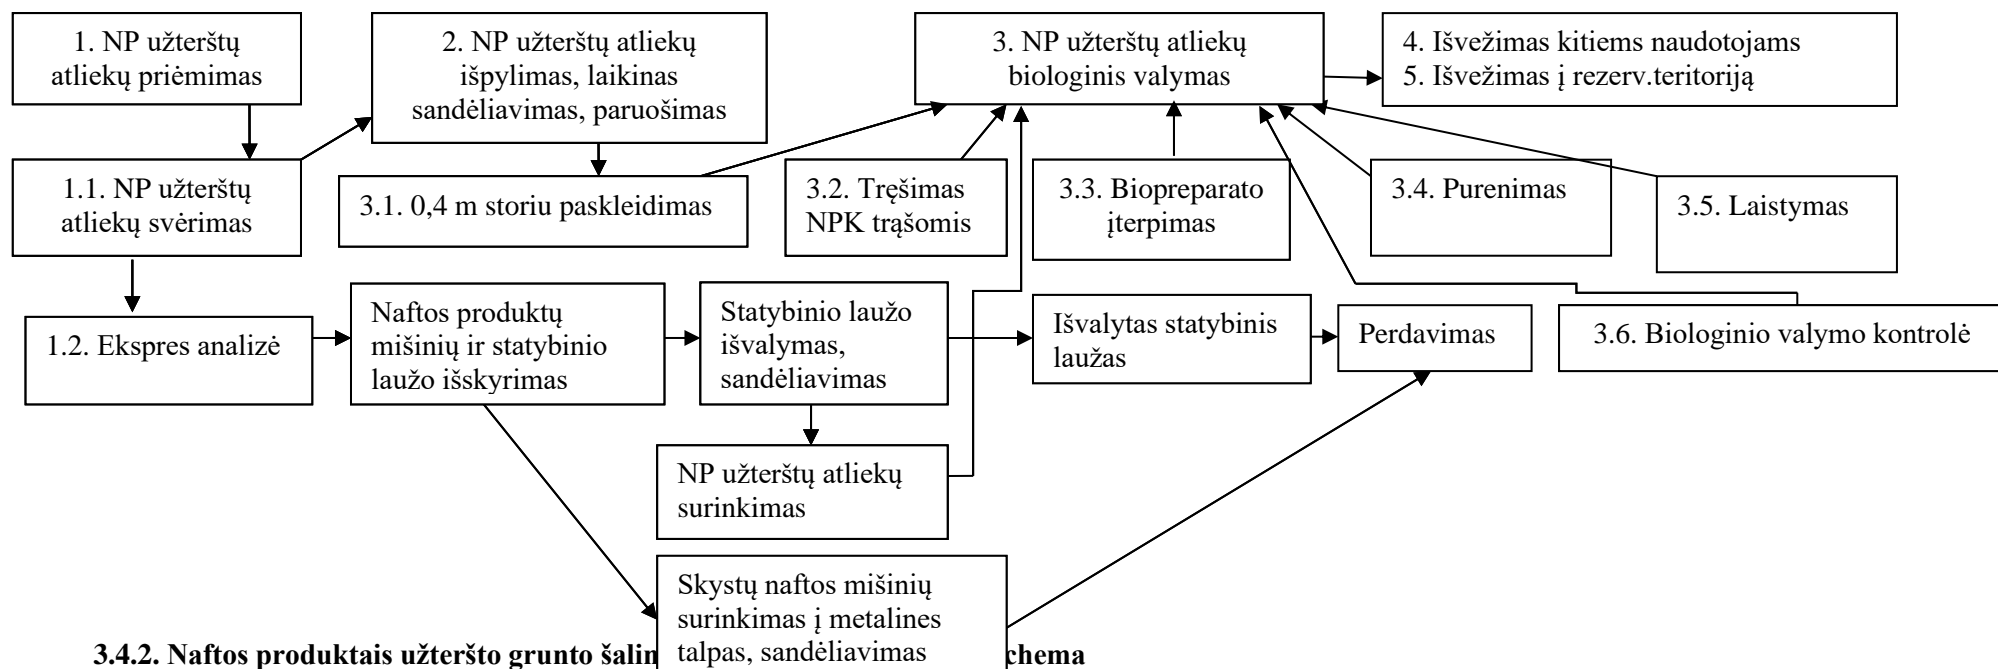 1. NP užterštų
atliekų priėmimas
2. NP užterštų atliekų
išpylimas, laikinas
sandėliavimas, paruošimas
3. NP užterštų atliekų
biologinis valymas
4. Išvežimas kitiems naudotojams
5. Išvežimas į rezerv.teritoriją
1.1. NP užterštų
atliekų svėrimas
3.1. 0,4 m storiu paskleidimas
3.2. Tręšimas
NPK trąšomis
3.3. Biopreparato
įterpimas
3.4. Purenimas
3.5. Laistymas
1.2. Ekspres analizė
Naftos produktų
mišinių ir statybinio
laužo išskyrimas
Statybinio laužo
išvalymas,
sandėliavimas
Išvalytas statybinis
laužas
Perdavimas
3.6. Biologinio valymo kontrolė
NP užterštų atliekų
surinkimas
Skystų naftos mišinių
surinkimas į metalines
talpas, sandėliavimas
3.4.2. Naftos produktais užteršto grunto šalin chema